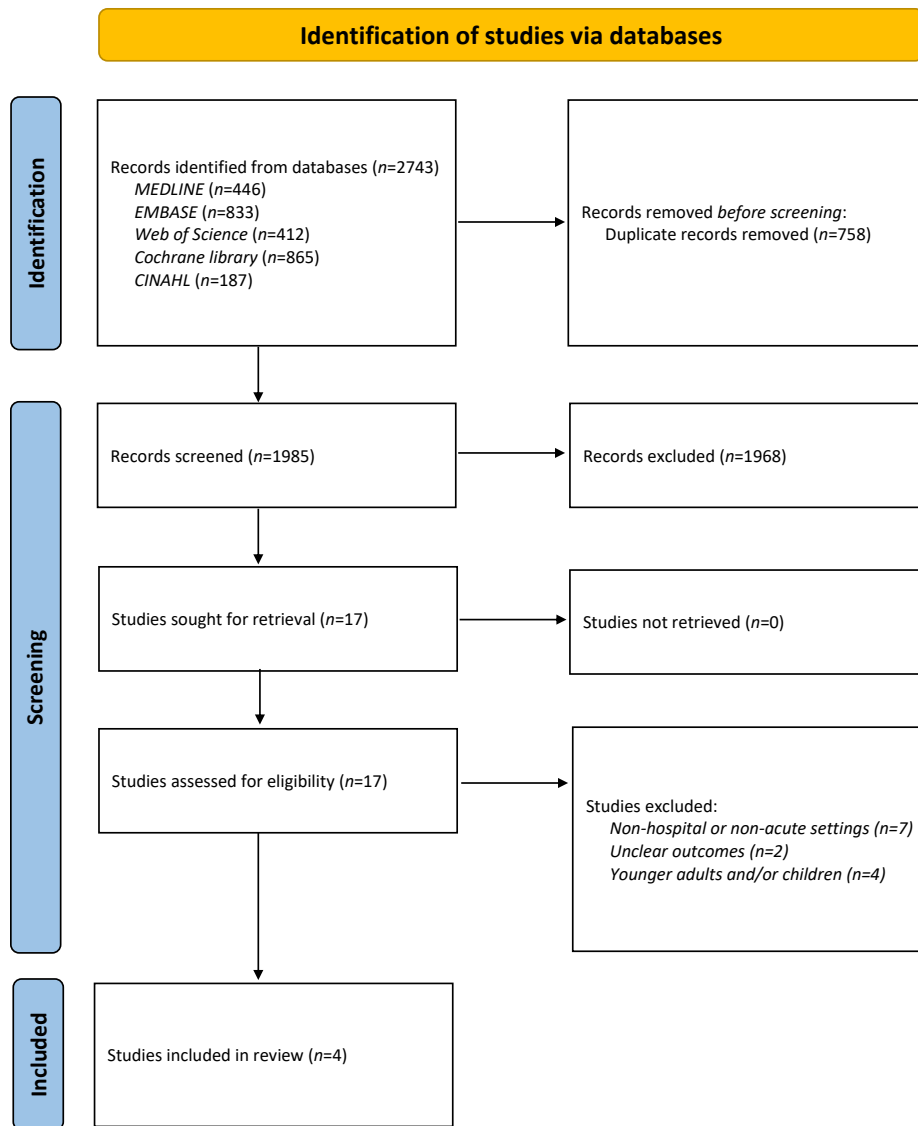 Identification of studies via databases
Identification
Records identified from databases (n=2743)
MEDLINE (n=446)
EMBASE (n=833)
Web of Science (n=412)
Cochrane library (n=865)
CINAHL (n=187)
Records removed before screening:
Duplicate records removed (n=758)
Screening
Records screened (n=1985)
Records excluded (n=1968)
Studies sought for retrieval (n=17)
Studies not retrieved (n=0)
Studies assessed for eligibility (n=17)
Studies excluded:
Non-hospital or non-acute settings (n=7)
Unclear outcomes (n=2)
Younger adults and/or children (n=4)
Included
Studies included in review (n=4)